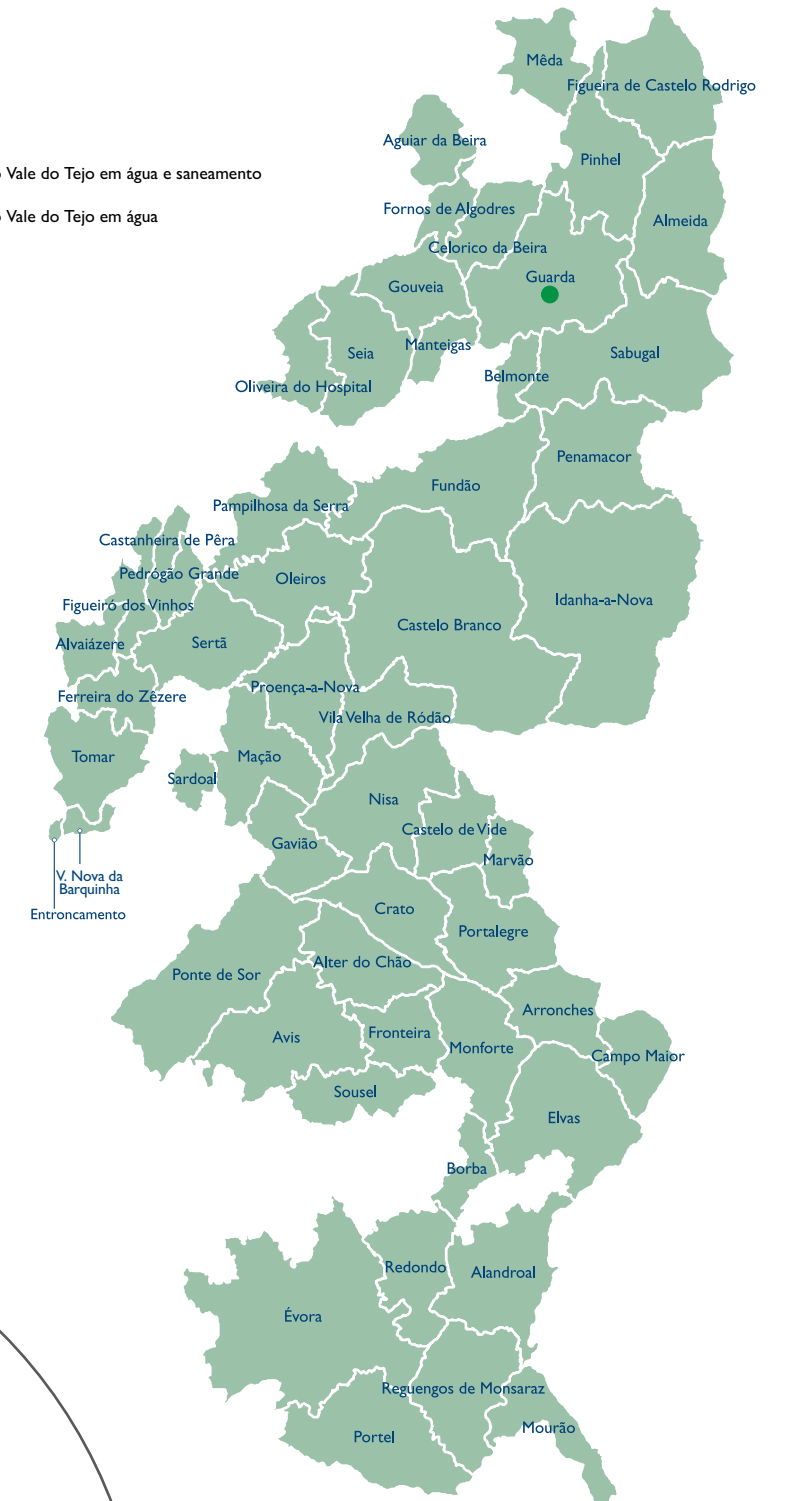 Mêda
Figueira de Castelo Rodrigo
Aguiar da Beira
Pinhel
Vale do Tejo em água e saneamento
Fornos de Algodres
Vale do Tejo em água
Almeida
Celorico da Beira
Guarda
Gouveia
Manteigas
Seia
Sabugal
Belmonte
Oliveira do Hospital
Penamacor
Fundão
Pampilhosa da Serra
Castanheira de Pêra
Pedrógão Grande
Oleiros
Idanha-a-Nova
Figueiró dos Vinhos
Castelo Branco
Alvaiázere
Sertã
Proença-a-Nova
Ferreira do Zêzere
Vila Velha de Ródão
Tomar
Mação
Sardoal
Nisa
Castelo de Vide
Gavião
Marvão
V. Nova da
Barquinha
Entroncamento
Crato
Portalegre
Alter do Chão
Ponte de Sor
Arronches
Fronteira
Avis
Monforte
Campo Maior
Sousel
Elvas
Borba
Redondo
Alandroal
Évora
Reguengos de Monsaraz
Mourão
Portel